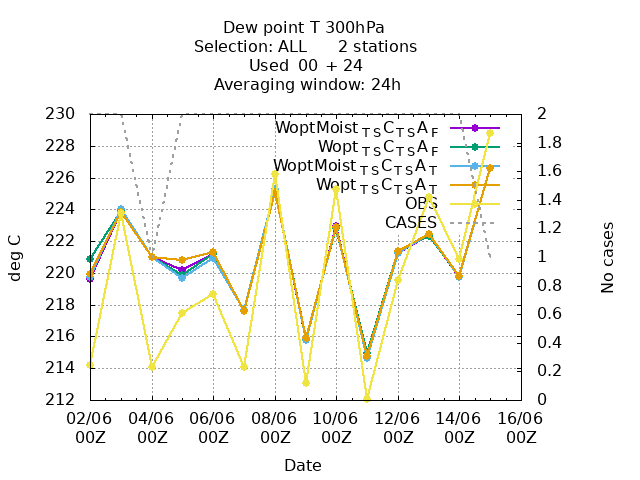 Dew point T 300hPa
Selection: ALL 2 stations
Used 00 + 24
Averaging window: 24h
230
228
226
224
222
220
218
216
214
212
2
1.8
1.6
1.4
1.2
1
0.8
0.6
0.4
0.2
0
WoptMoist TS C TS A F
Wopt TS C TS A F
WoptMoist TS C TS A T
Wopt TS C TS A T
OBS
CASES
deg C
No cases
02/06 04/06 06/06 08/06 10/06 12/06 14/06 16/06
00Z 00Z 00Z 00Z 00Z 00Z 00Z 00Z
Date